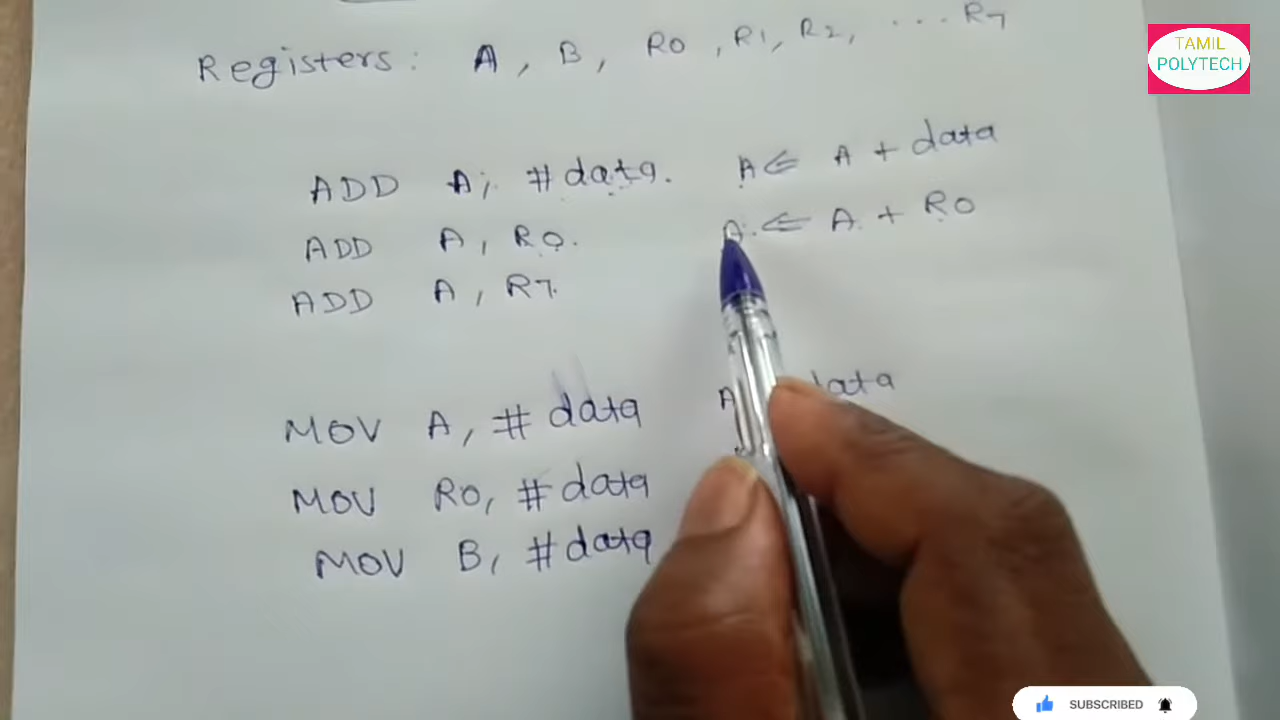 Registers: A, B, R0, R1, R2, ... R7
TAMIL
POLYTECH
ADD A, #data. A ⇐ A + data
ADD A, R0. A ⇐ A + R0
ADD A, R7.
MOV A, #data A data
MOV R0, #data
MOV B, #data
SUBSCRIBED